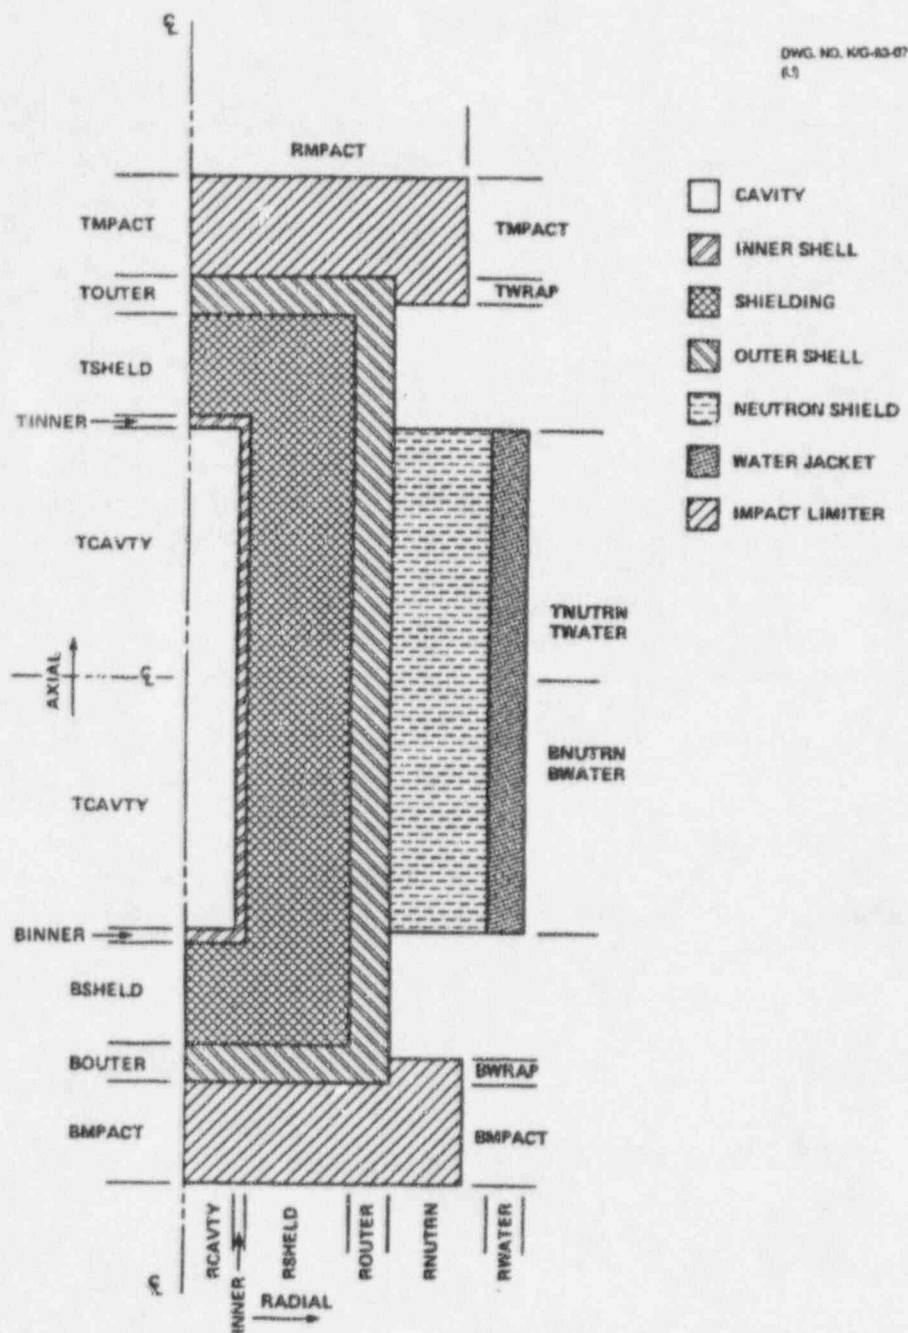 DWG. NO. K/G-83-07
(U)
RMPACT
TMPACT
TMPACT
TOUTER
TWRAP
TSHELD
TINNER
TCAVTY
AXIAL
TNUTRN
TWATER
BNUTRN
BWATER
TCAVTY
BINNER
BSHELD
BOUTER
BWRAP
BMPACT
BMPACT
RCAVTY
INNER
RSHELD
ROUTER
RNUTRN
RWATER
RADIAL
CAVITY
INNER SHELL
SHIELDING
OUTER SHELL
NEUTRON SHIELD
WATER JACKET
IMPACT LIMITER